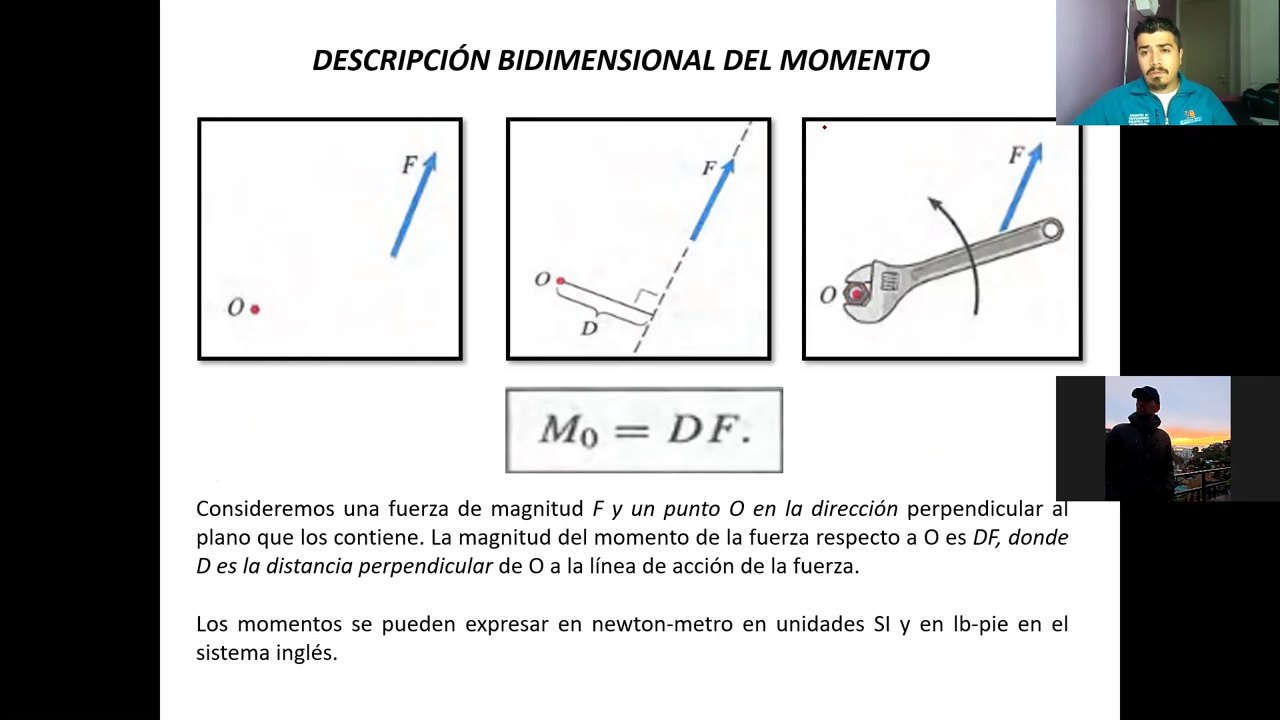 DESCRIPCIÓN BIDIMENSIONAL DEL MOMENTO
F
O
F
O
D
F
O
M₀ = DF.
Consideremos una fuerza de magnitud F y un punto O en la dirección perpendicular al
plano que los contiene. La magnitud del momento de la fuerza respecto a O es DF, donde
D es la distancia perpendicular de O a la línea de acción de la fuerza.
Los momentos se pueden expresar en newton-metro en unidades SI y en lb-pie en el
sistema inglés.